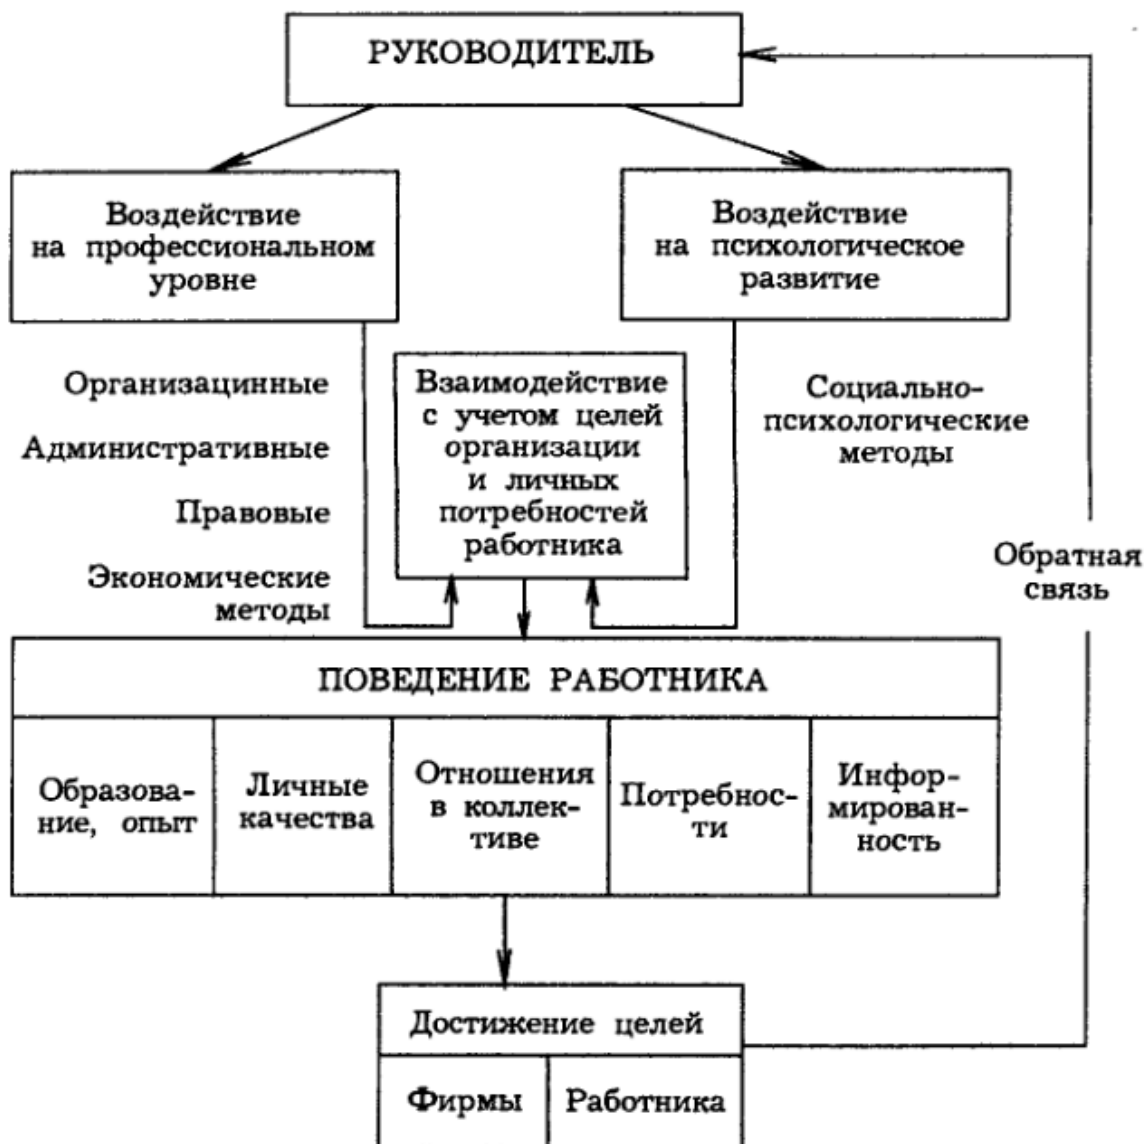 РУКОВОДИТЕЛЬ
Воздействие
на профессиональном
уровне
Воздействие
на психологическое
развитие
Организацинные
Административные
Правовые
Экономические
методы
Взаимодействие
с учетом целей
организации
и личных
потребностей
работника
Социально-
психологические
методы
Обратная
связь
ПОВЕДЕНИЕ РАБОТНИКА
Образова-
ние, опыт
Личные
качества
Отношения
в коллек-
тиве
Потребнос-
ти
Инфор-
мирован-
ность
Достижение целей
Фирмы
Работника